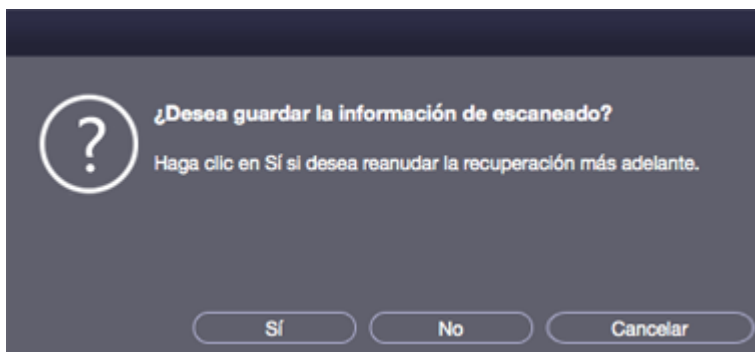 ¿Desea guardar la información de escaneado?
Haga clic en Sí si desea reanudar la recuperación más adelante.
Sí No Cancelar